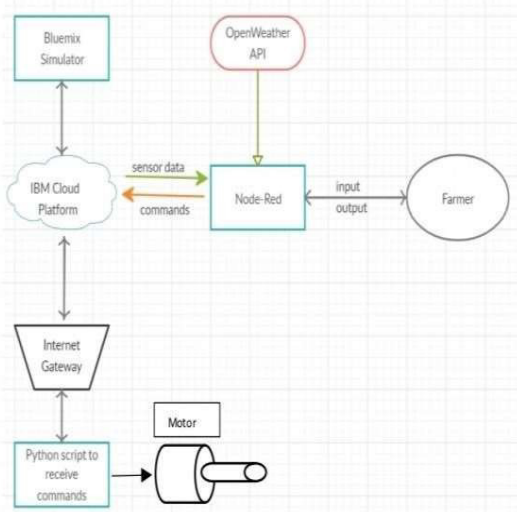 Bluemix
Simulator
OpenWeather
API
sensor data
IBM Cloud
Platform
commands
Node-Red
input
output
Farmer
Internet
Gateway
Motor
Python script to
receive
commands